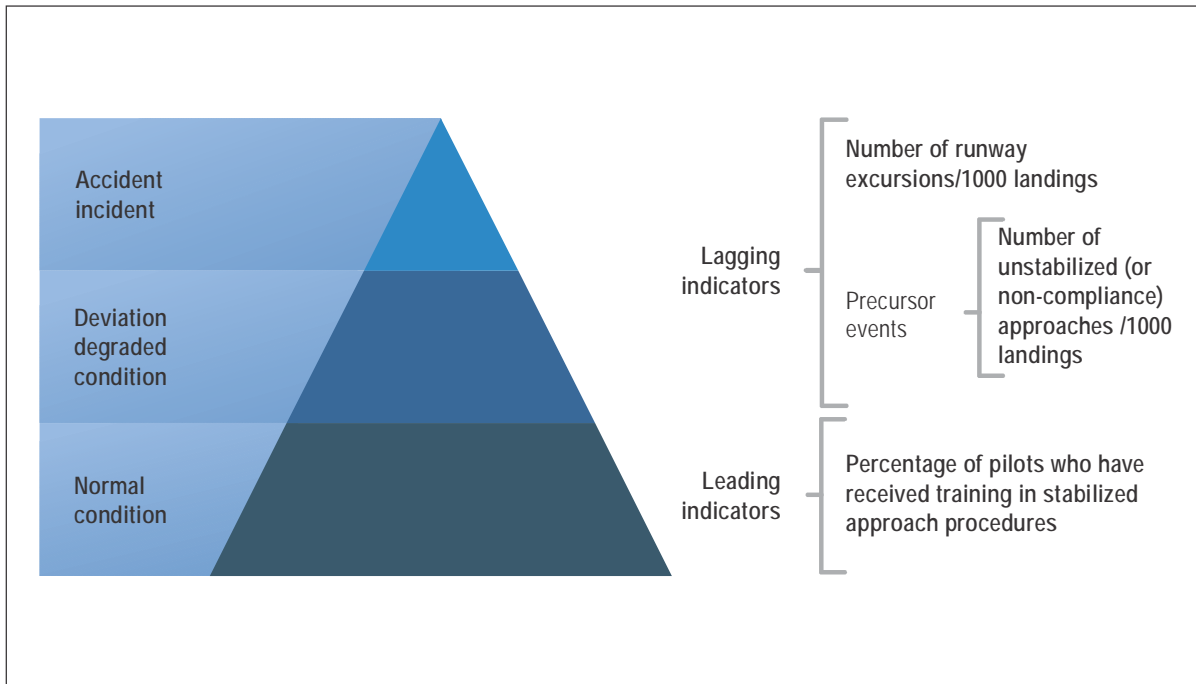 Accident
incident
Deviation
degraded
condition
Normal
condition
Lagging
indicators
Number of runway
excursions/1000 landings
Precursor
events
Number of
unstabilized (or
non-compliance)
approaches /1000
landings
Leading
indicators
Percentage of pilots who have
received training in stabilized
approach procedures